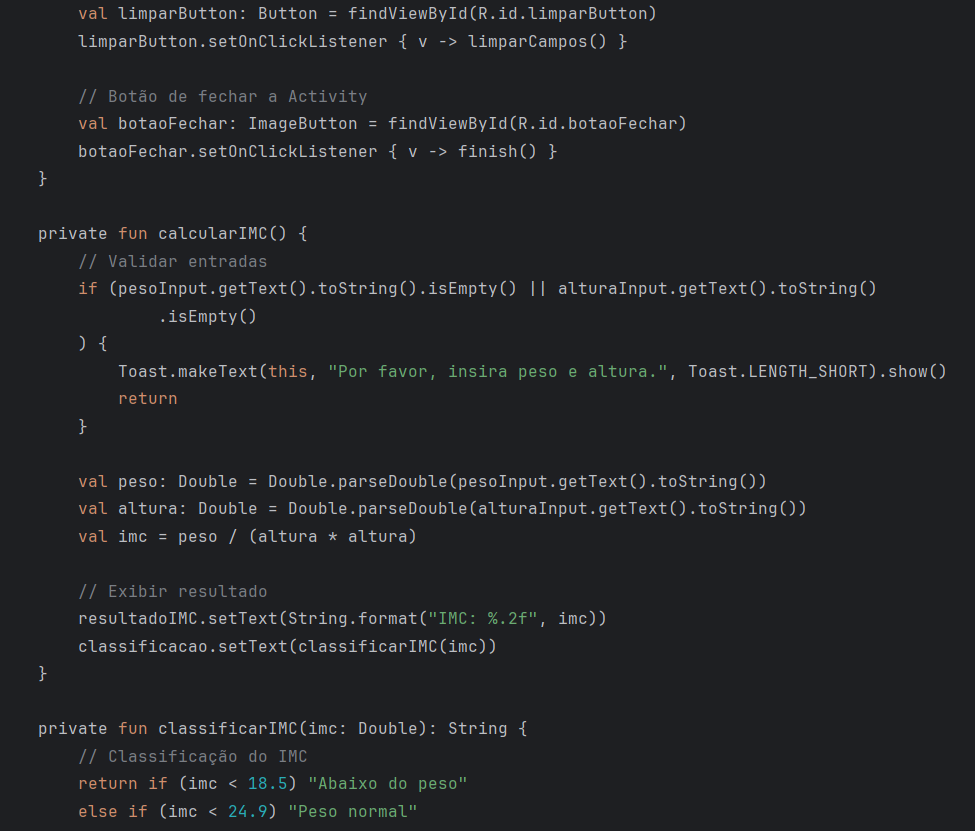 val limparButton: Button = findViewById(R.id.limparButton)
limparButton.setOnClickListener { v -> limparCampos() }
// Botão de fechar a Activity
val botaoFechar: ImageButton = findViewById(R.id.botaoFechar)
botaoFechar.setOnClickListener { v -> finish() }
}
private fun calcularIMC() {
// Validar entradas
if (pesoInput.getText().toString().isEmpty() || alturaInput.getText().toString()
.isEmpty()
) {
Toast.makeText(this, "Por favor, insira peso e altura.", Toast.LENGTH_SHORT).show()
return
}
val peso: Double = Double.parseDouble(pesoInput.getText().toString())
val altura: Double = Double.parseDouble(alturaInput.getText().toString())
val imc = peso / (altura * altura)
// Exibir resultado
resultadoIMC.setText(String.format("IMC: %.2f", imc))
classificacao.setText(classificarIMC(imc))
}
private fun classificarIMC(imc: Double): String {
// Classificação do IMC
return if (imc < 18.5) "Abaixo do peso"
else if (imc < 24.9) "Peso normal"